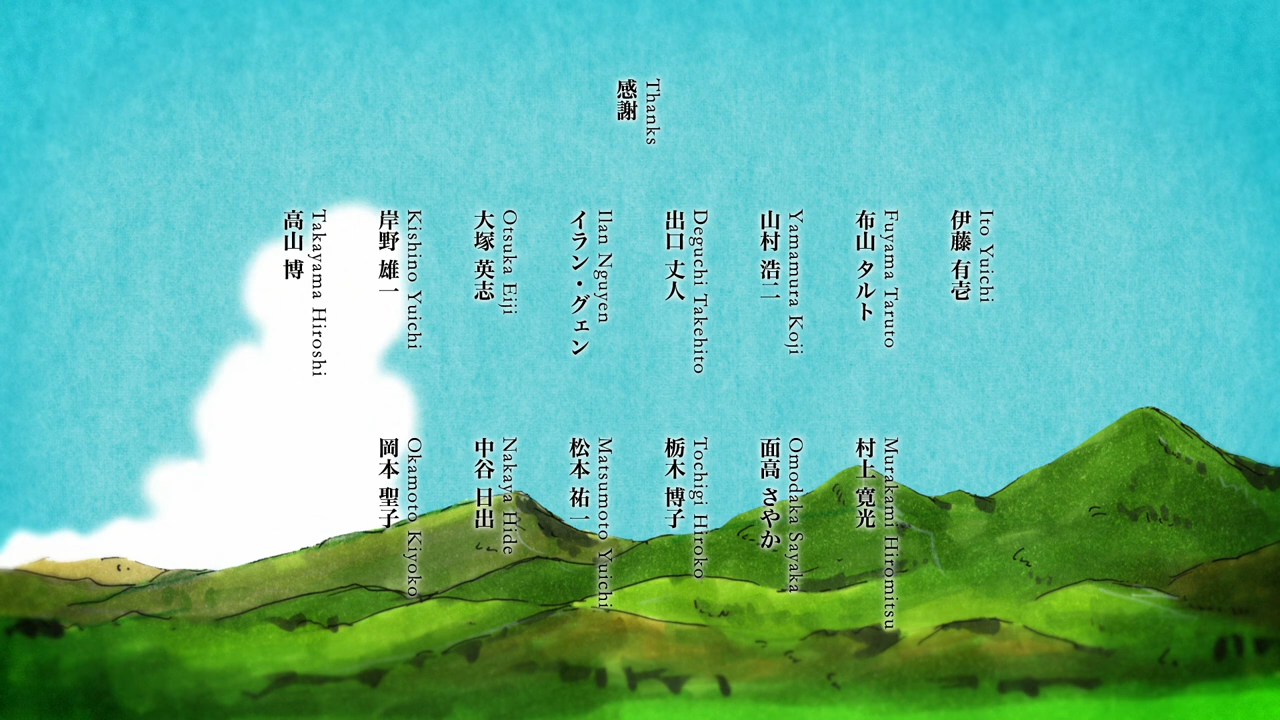 Thanks
感謝
Ito Yuichi
伊藤 有壱
Fuyama Taruto
布山 タルト
Yamamura Koji
山村 浩二
Deguchi Takehito
出口 丈人
Ilan Nguyen
イラン・グェン
Otsuka Eiji
大塚 英志
Kishino Yuichi
岸野 雄一
Takayama Hiroshi
高山 博
Murakami Hiromitsu
村上 寛光
Omodaka Sayaka
面高 さやか
Tochigi Hiroko
栃木 博子
Matsumoto Yuichi
松本 祐一
Nakaya Hide
中谷 日出
Okamoto Kiyoko
岡本 聖子